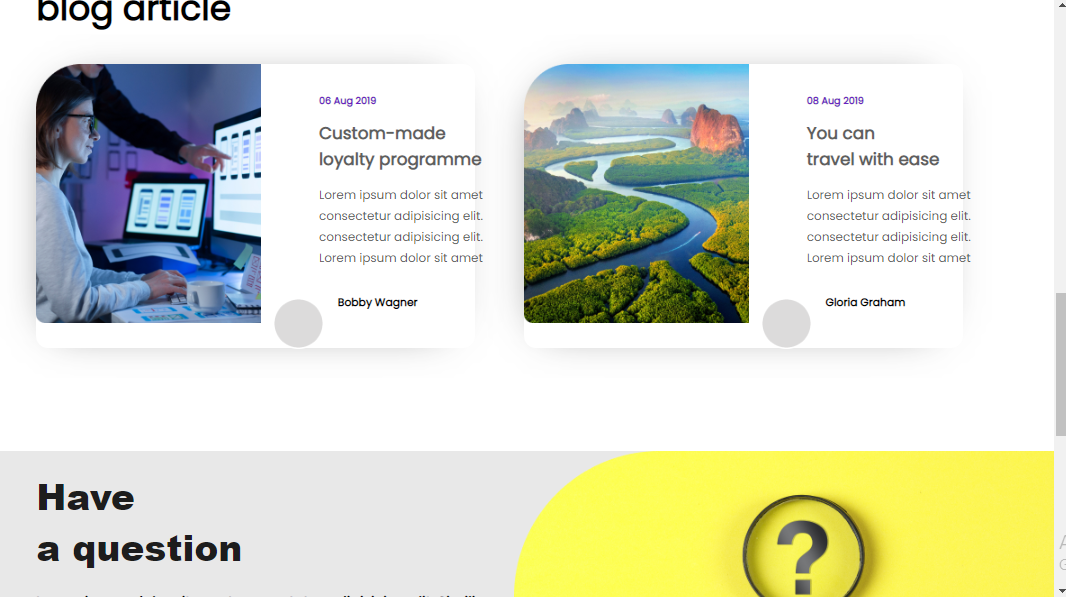 blog article
06 Aug 2019
Custom-made
loyalty programme
Lorem ipsum dolor sit amet
consectetur adipisicing elit.
consectetur adipisicing elit.
Lorem ipsum dolor sit amet
Bobby Wagner
08 Aug 2019
You can
travel with ease
Lorem ipsum dolor sit amet
consectetur adipisicing elit.
consectetur adipisicing elit.
Lorem ipsum dolor sit amet
Gloria Graham
Have
a question
?